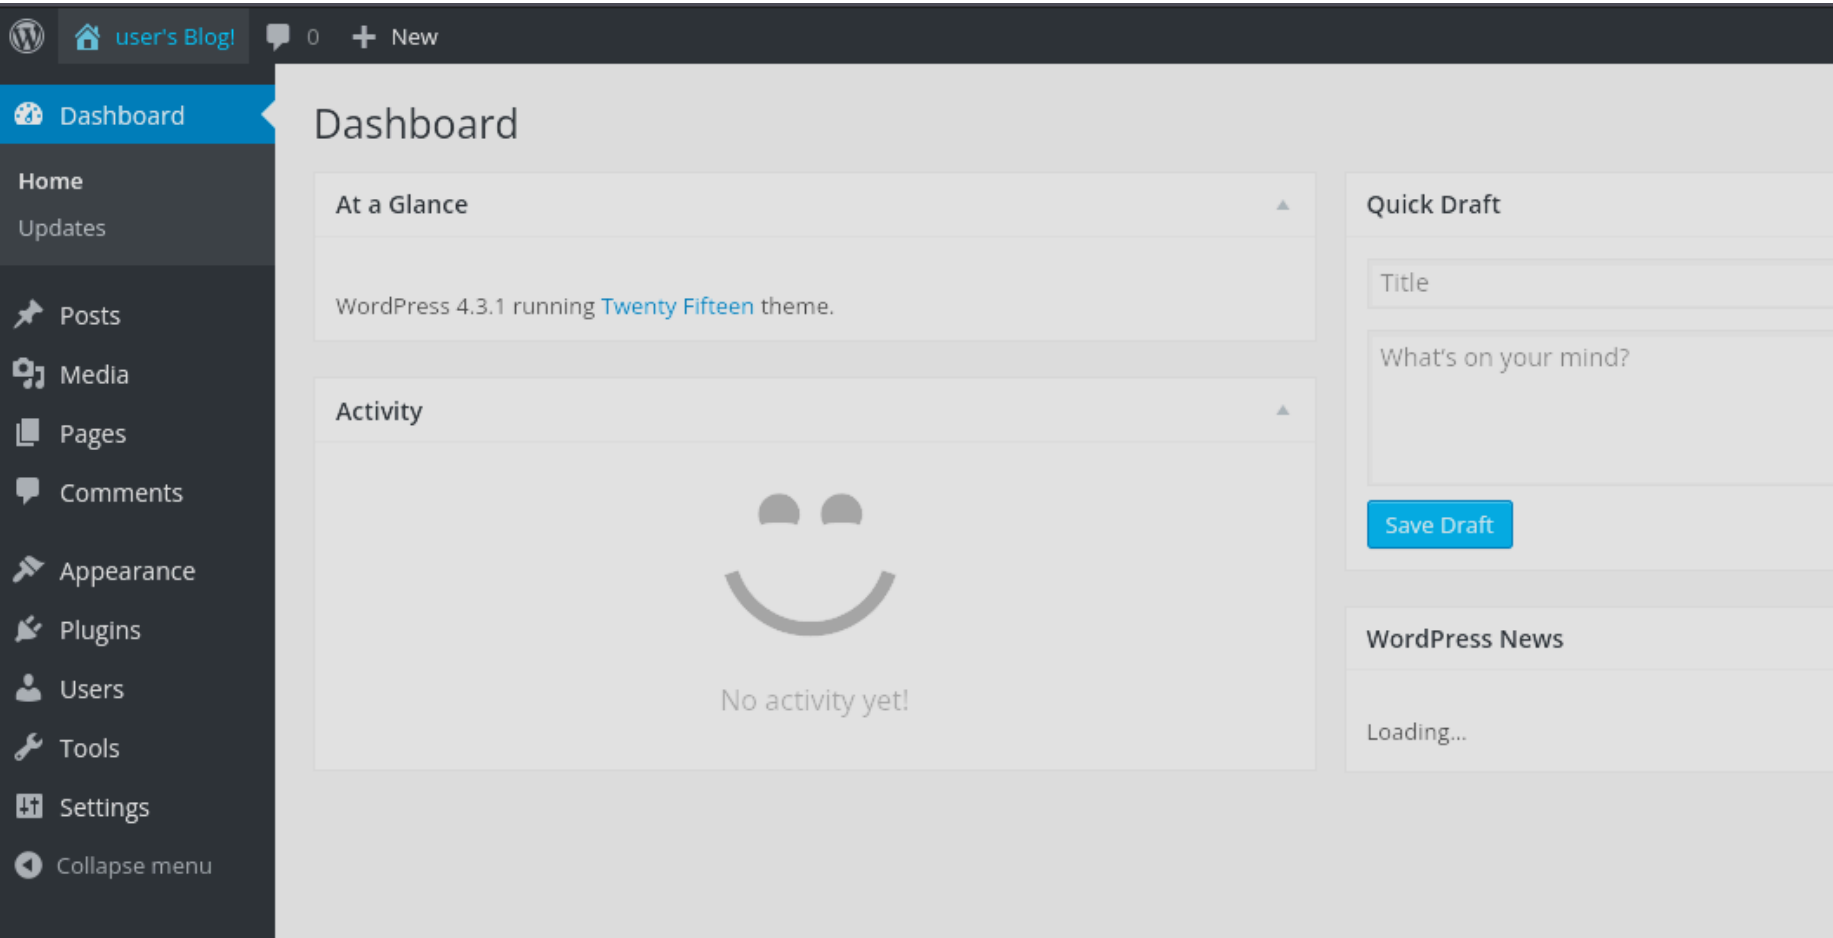 user's Blog!
0
New
Dashboard
Home
Updates
Posts
Media
Pages
Comments
Appearance
Plugins
Users
Tools
Settings
Collapse menu
Dashboard
At a Glance
WordPress 4.3.1 running Twenty Fifteen theme.
Activity
No activity yet!
Quick Draft
Title
What's on your mind?
Save Draft
WordPress News
Loading...